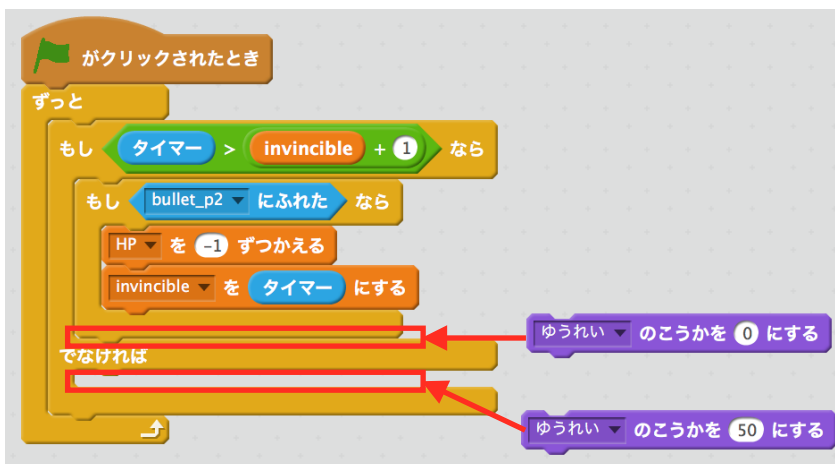 がクリックされたとき
ずっと
もし タイマー > invincible + 1 なら
もし bullet_p2 にふれた なら
HP を -1 ずつかえる
invincible を タイマー にする
ゆうれい のこうかを 0 にする
でなければ
ゆうれい のこうかを 50 にする